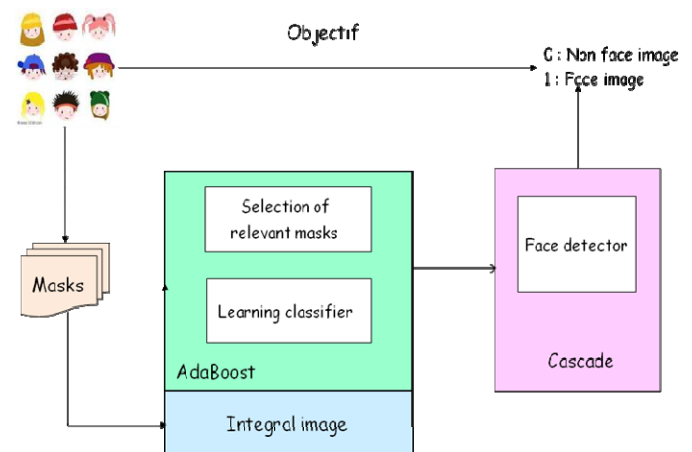 Objectif
0 : Non face image
1 : Face image
Selection of
relevant masks
Masks
Learning classifier
Face detector
AdaBoost
Cascade
Integral image